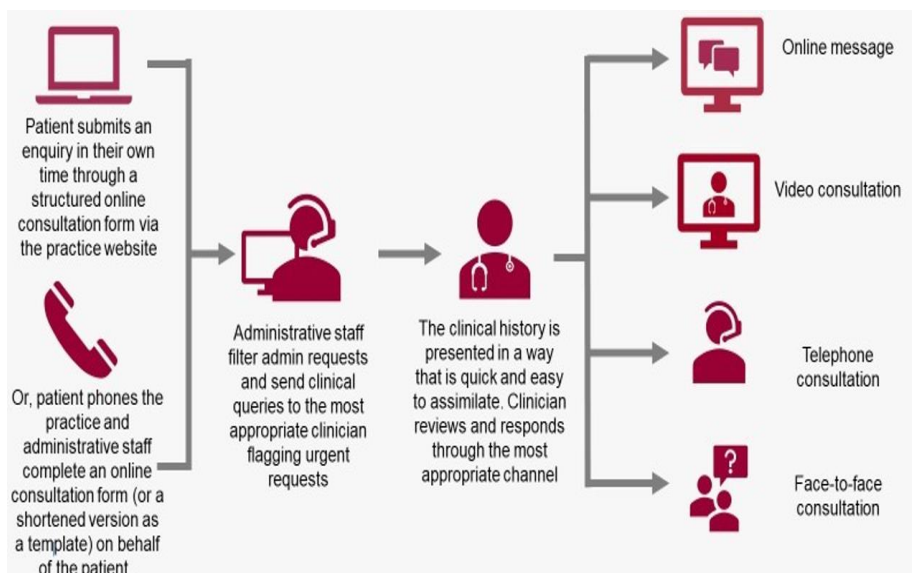 Patient submits an
enquiry in their own
time through a
structured online
consultation form via
the practice website
Or, patient phones the
practice and
administrative staff
complete an online
consultation form (or a
shortened version as
a template) on behalf
of the patient
Administrative staff
filter admin requests
and send clinical
queries to the most
appropriate clinician
flagging urgent
requests
The clinical history is
presented in a way
that is quick and easy
to assimilate. Clinician
reviews and responds
through the most
appropriate channel
Online message
Video consultation
Telephone
consultation
?
Face-to-face
consultation